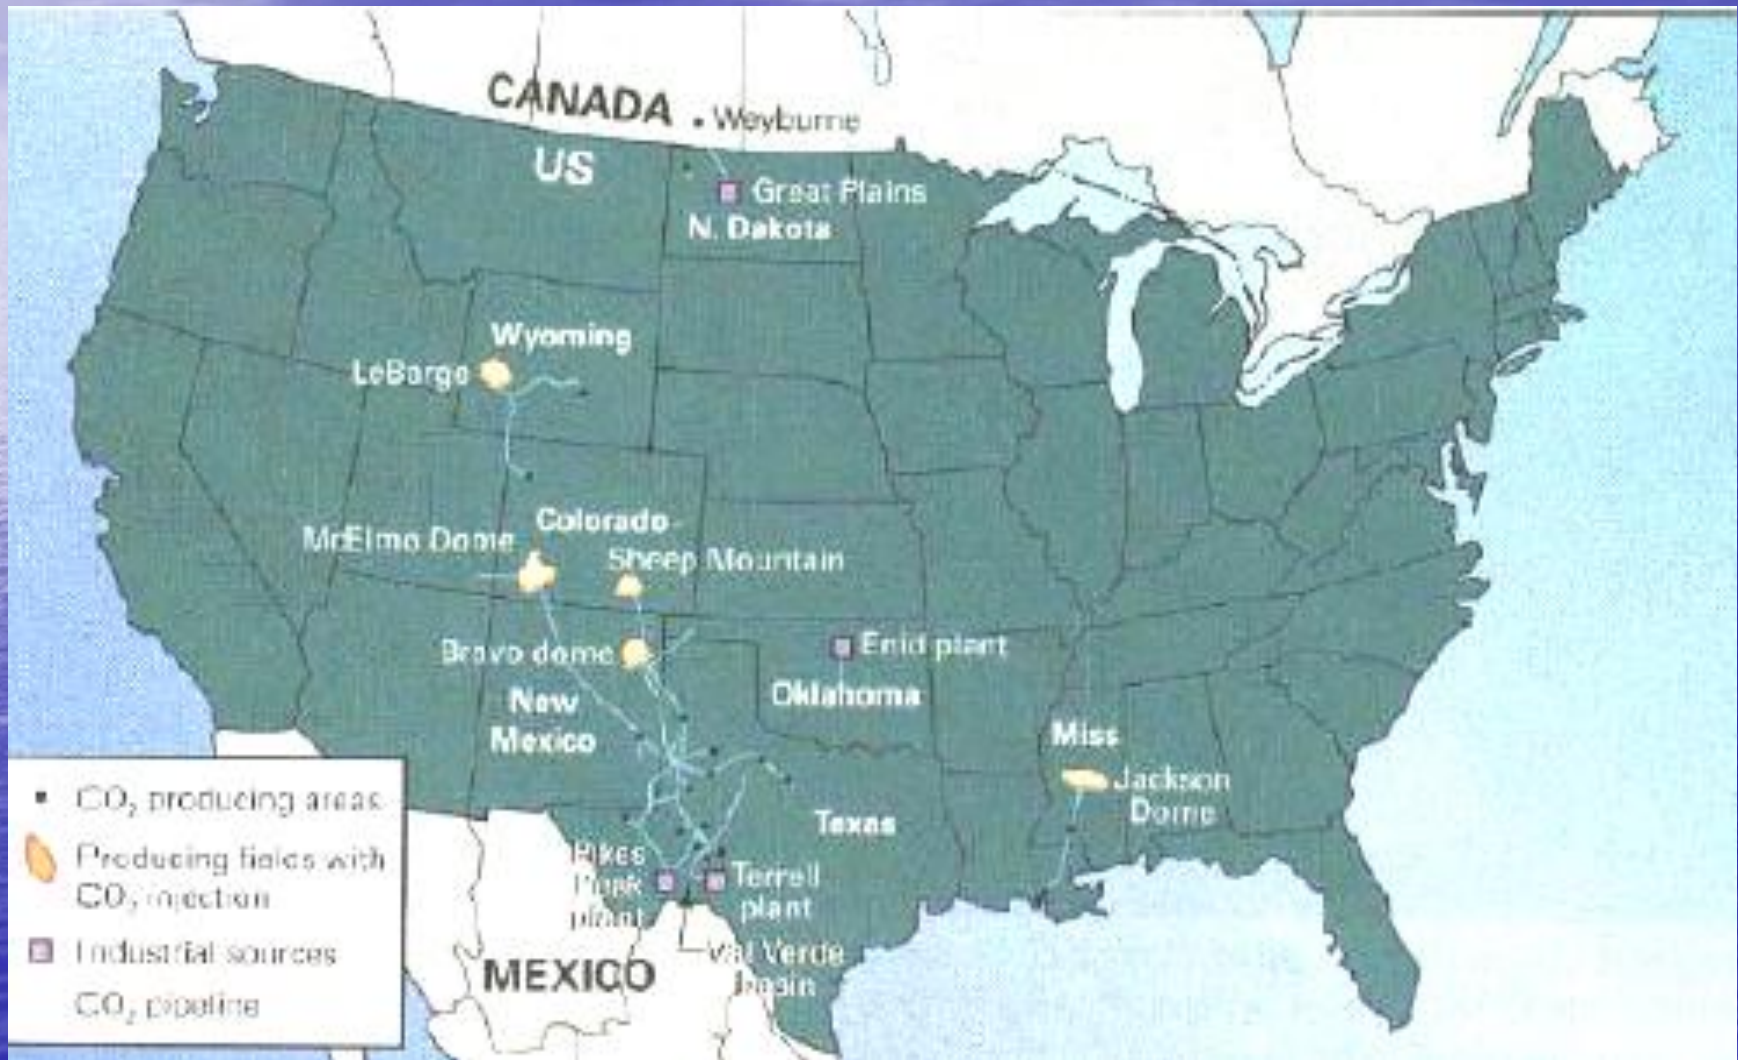 CANADA
Weyburne
US
Great Plains
N. Dakota
Wyoming
LeBarge
Colorado
McElmo Dome
Sheep Mountain
Bravo dome
Enid plant
New
Mexico
Oklahoma
Miss
Jackson
Dome
Texas
Pikes
Peak
plant
Terrell
plant
Val Verde
basin
MEXICO
CO₂ producing areas
Producing fields with
CO₂ injection
Industrial sources
CO₂ pipeline